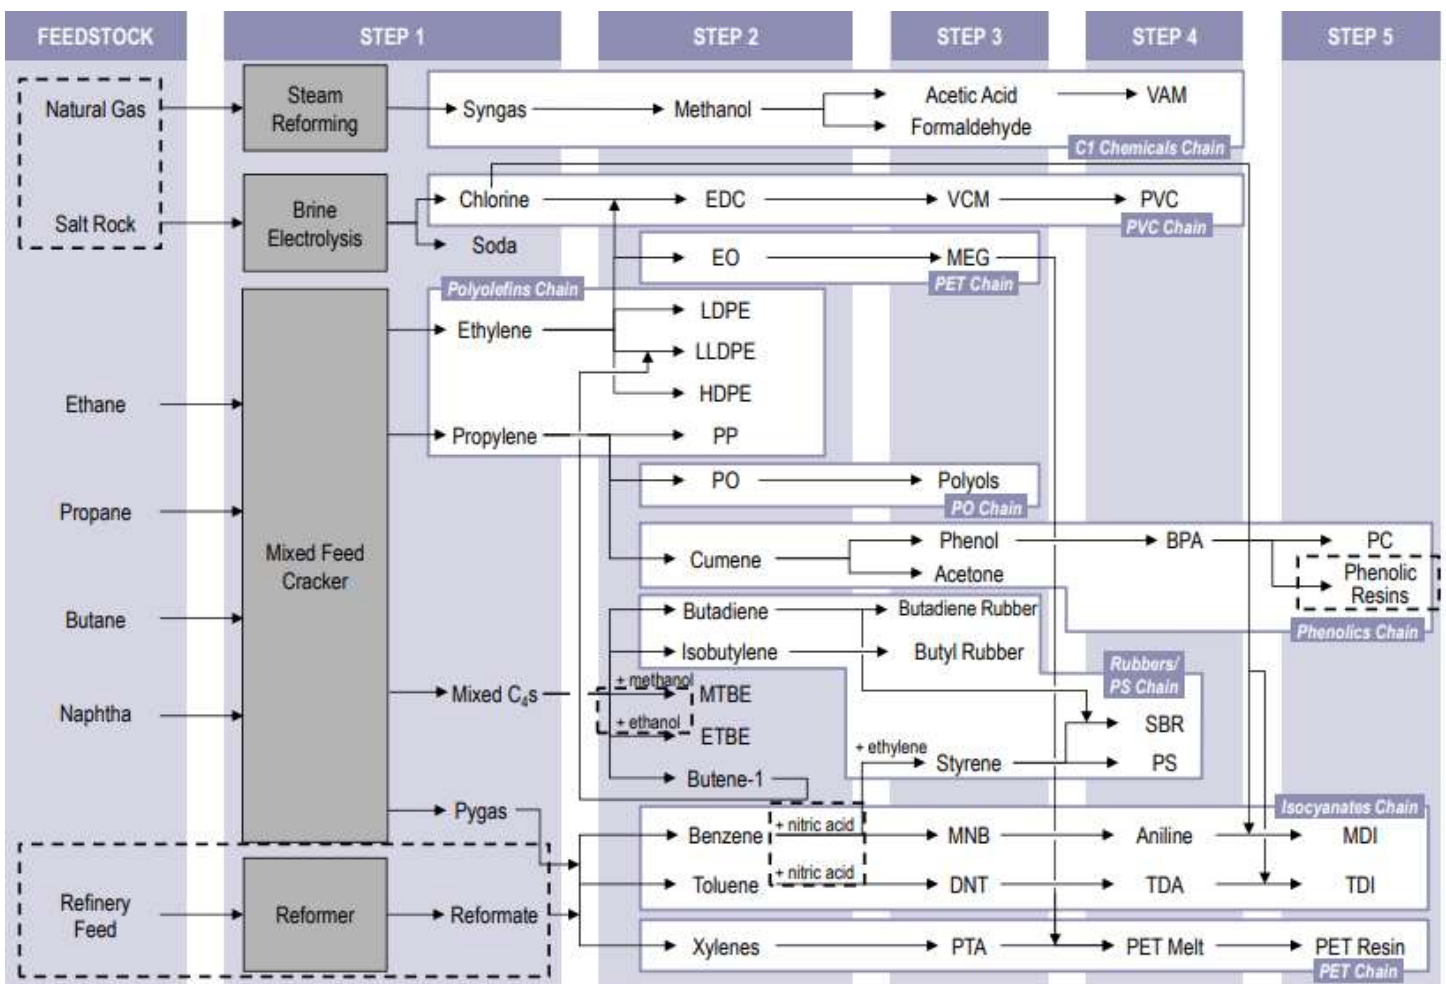 FEEDSTOCK
STEP 1
STEP 2
STEP 3
STEP 4
STEP 5
Natural Gas
Steam
Reforming
Syngas
Methanol
Acetic Acid
VAM
Formaldehyde
C1 Chemicals Chain
Salt Rock
Brine
Electrolysis
Chlorine
EDC
VCM
PVC
PVC Chain
Soda
EO
MEG
PET Chain
Polyolefins Chain
Ethylene
LDPE
LLDPE
HDPE
Ethane
Propylene
PP
PO
Polyols
PO Chain
Propane
Mixed Feed
Cracker
Cumene
Phenol
BPA
PC
Acetone
Phenolic
Resins
Phenolics Chain
Butane
Butadiene
Butadiene Rubber
Isobutylene
Butyl Rubber
Rubbers/
PS Chain
Naphtha
Mixed C4s
+ methanol
MTBE
+ ethanol
ETBE
SBR
+ ethylene
Styrene
PS
Butene-1
Pygas
Isocyanates Chain
Benzene
+ nitric acid
MNB
Aniline
MDI
Toluene
+ nitric acid
DNT
TDA
TDI
Refinery
Feed
Reformer
Reformate
Xylenes
PTA
PET Melt
PET Resin
PET Chain